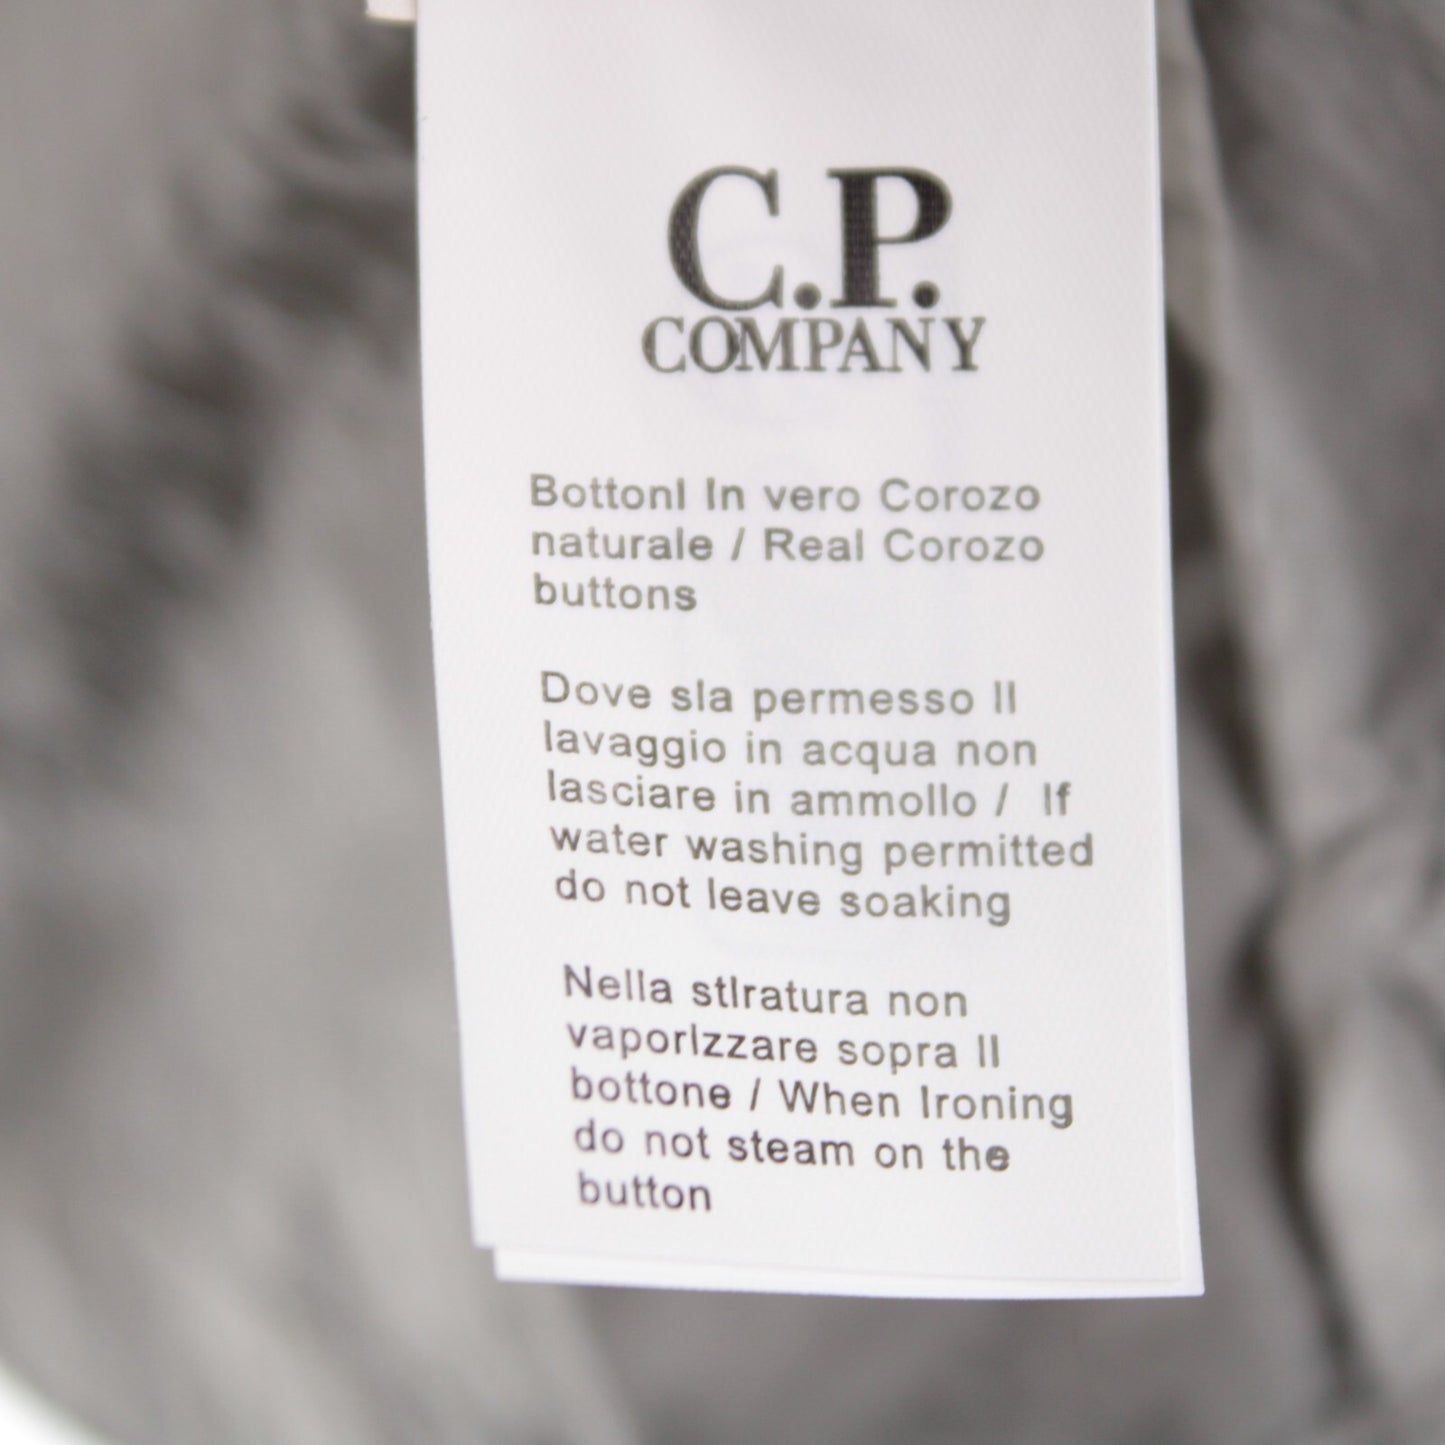 C.P.
COMPANY
Bottoni In vero Corozo
naturale / Real Corozo
buttons
Dove sia permesso Il
lavaggio in acqua non
lasciare in ammollo / If
water washing permitted
do not leave soaking
Nella stiratura non
vaporizzare sopra Il
bottone / When Ironing
do not steam on the
button